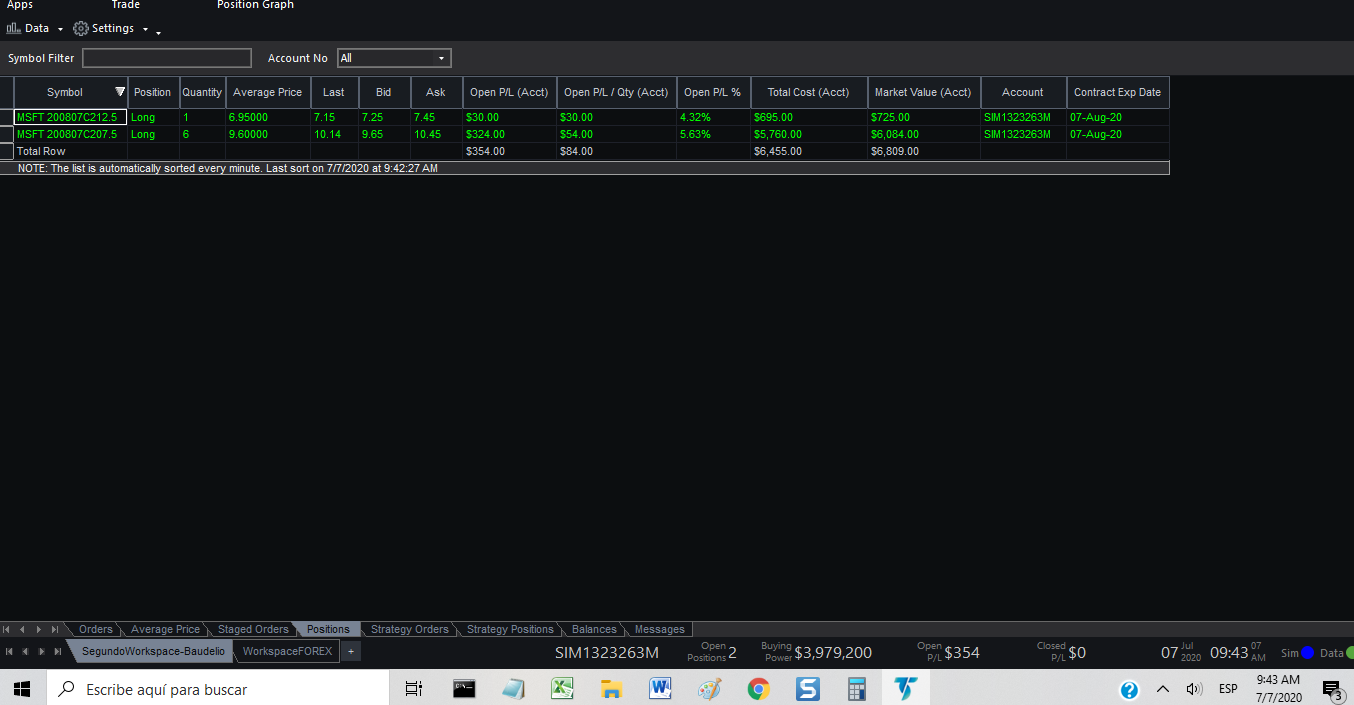 Apps Trade Position Graph
Data Settings
Symbol Filter Account No All
Symbol Position Quantity Average Price Last Bid Ask Open P/L (Acct) Open P/L / Qty (Acct) Open P/L % Total Cost (Acct) Market Value (Acct) Account Contract Exp Date
MSFT 200807C212.5 Long 1 6.95000 7.15 7.25 7.45 $30.00 $30.00 4.32% $695.00 $725.00 SIM1323263M 07-Aug-20
MSFT 200807C207.5 Long 6 9.60000 10.14 9.65 10.45 $324.00 $54.00 5.63% $5,760.00 $6,084.00 SIM1323263M 07-Aug-20
Total Row $354.00 $84.00 $6,455.00 $6,809.00
NOTE: The list is automatically sorted every minute. Last sort on 7/7/2020 at 9:42:27 AM
Orders Average Price Staged Orders Positions Strategy Orders Strategy Positions Balances Messages
SegundoWorkspace-Baudelio WorkspaceFOREX + SIM1323263M Open Positions 2 Buying Power $3,979,200 Open P/L $354 Closed P/L $0 07 Jul 2020 09:43 07 AM Sim Data
Escribe aquí para buscar ESP 9:43 AM
7/7/2020 3